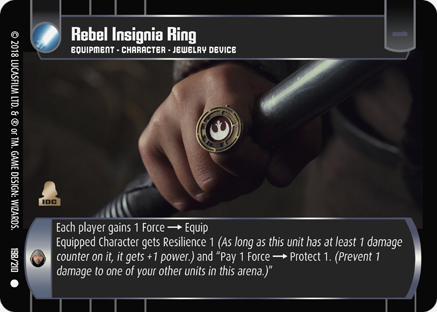 Rebel Insignia Ring
EQUIPMENT - CHARACTER - JEWELRY DEVICE
© 2018 LUCASFILM LTD. & ® or TM. GAME DESIGN: WIZARDS.
IDC
188/210
Each player gains 1 Force → Equip
Equipped Character gets Resilience 1 (As long as this unit has at least 1 damage
counter on it, it gets +1 power.) and "Pay 1 Force → Protect 1. (Prevent 1
damage to one of your other units in this arena.)"